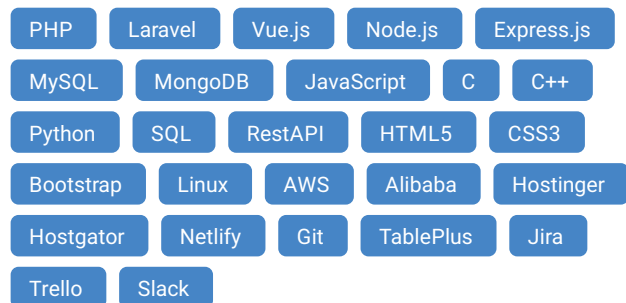 PHP Laravel Vue.js Node.js Express.js
MySQL MongoDB JavaScript C C++
Python SQL RestAPI HTML5 CSS3
Bootstrap Linux AWS Alibaba Hostinger
Hostgator Netlify Git TablePlus Jira
Trello Slack